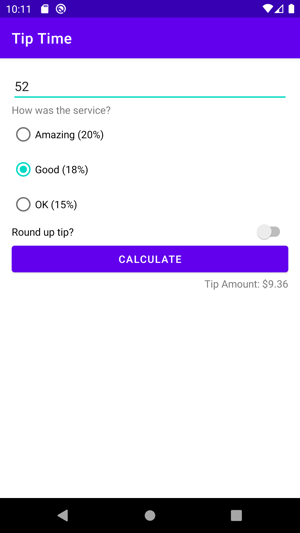 10:11
Tip Time
52
How was the service?
Amazing (20%)
Good (18%)
OK (15%)
Round up tip?
CALCULATE
Tip Amount: $9.36